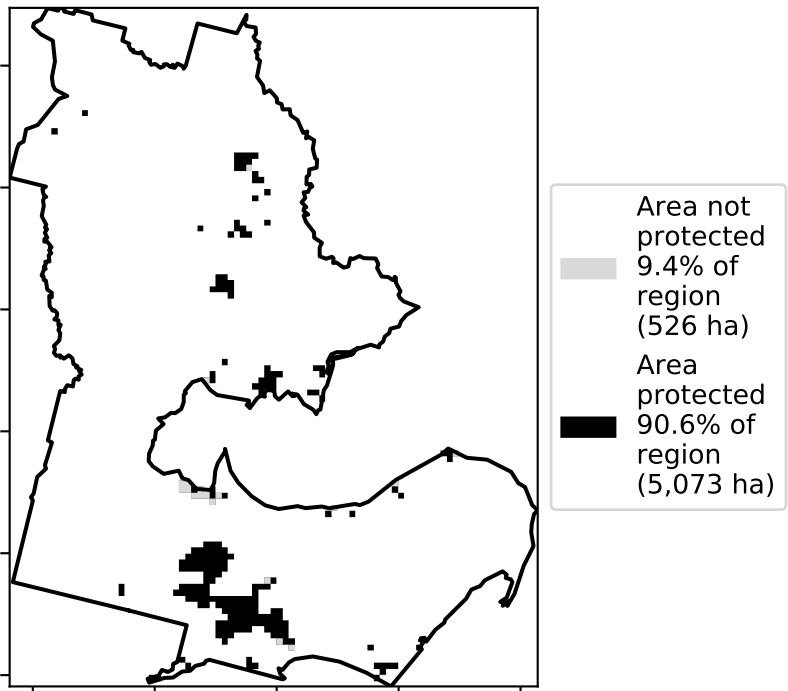 Area not
protected
9.4% of
region
(526 ha)
Area
protected
90.6% of
region
(5,073 ha)